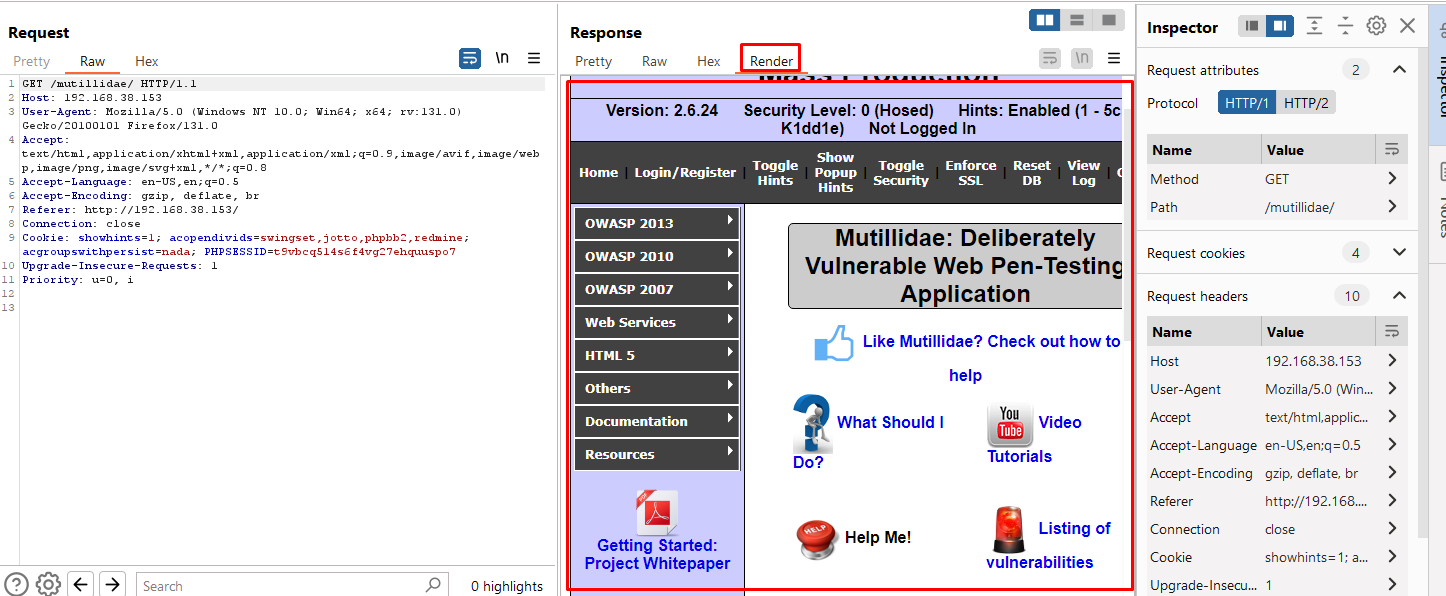 Request
Pretty Raw Hex
\n
1 GET /mutillidae/ HTTP/1.1
2 Host: 192.168.38.153
3 User-Agent: Mozilla/5.0 (Windows NT 10.0; Win64; x64; rv:131.0)
Gecko/20100101 Firefox/131.0
4 Accept:
text/html,application/xhtml+xml,application/xml;q=0.9,image/avif,image/web
p,image/png,image/svg+xml,*/*;q=0.8
5 Accept-Language: en-US,en;q=0.5
6 Accept-Encoding: gzip, deflate, br
7 Referer: http://192.168.38.153/
8 Connection: close
9 Cookie: showhints=1; acopendivids=swingset,jotto,phpbb2,redmine;
acgroupswithpersist=nada; PHPSESSID=t9vbcq5l4s6f4vg27ehquuspo7
10 Upgrade-Insecure-Requests: 1
11 Priority: u=0, i
12
13
Search
0 highlights
Response
Pretty Raw Hex Render
\n
Mass Production
Version: 2.6.24 Security Level: 0 (Hosed) Hints: Enabled (1 - 5c
K1dd1e) Not Logged In
Home | Login/Register | Toggle Hints | Show Popup Hints | Toggle Security | Enforce SSL | Reset DB | View Log |
OWASP 2013
OWASP 2010
OWASP 2007
Web Services
HTML 5
Others
Documentation
Resources
PDF
Getting Started:
Project Whitepaper
Mutillidae: Deliberately
Vulnerable Web Pen-Testing
Application
Like Mutillidae? Check out how to
help
What Should I
Do?
You
Tube
Video
Tutorials
HELP
Help Me!
Listing of
vulnerabilities
Inspector
Request attributes 2
Protocol HTTP/1 HTTP/2
Name Value
Method GET
Path /mutillidae/
Request cookies 4
Request headers 10
Name Value
Host 192.168.38.153
User-Agent Mozilla/5.0 (Win...
Accept text/html,applic...
Accept-Language en-US,en;q=0.5
Accept-Encoding gzip, deflate, br
Referer http://192.168....
Connection close
Cookie showhints=1; a...
Upgrade-Insecu... 1
Inspector
Notes